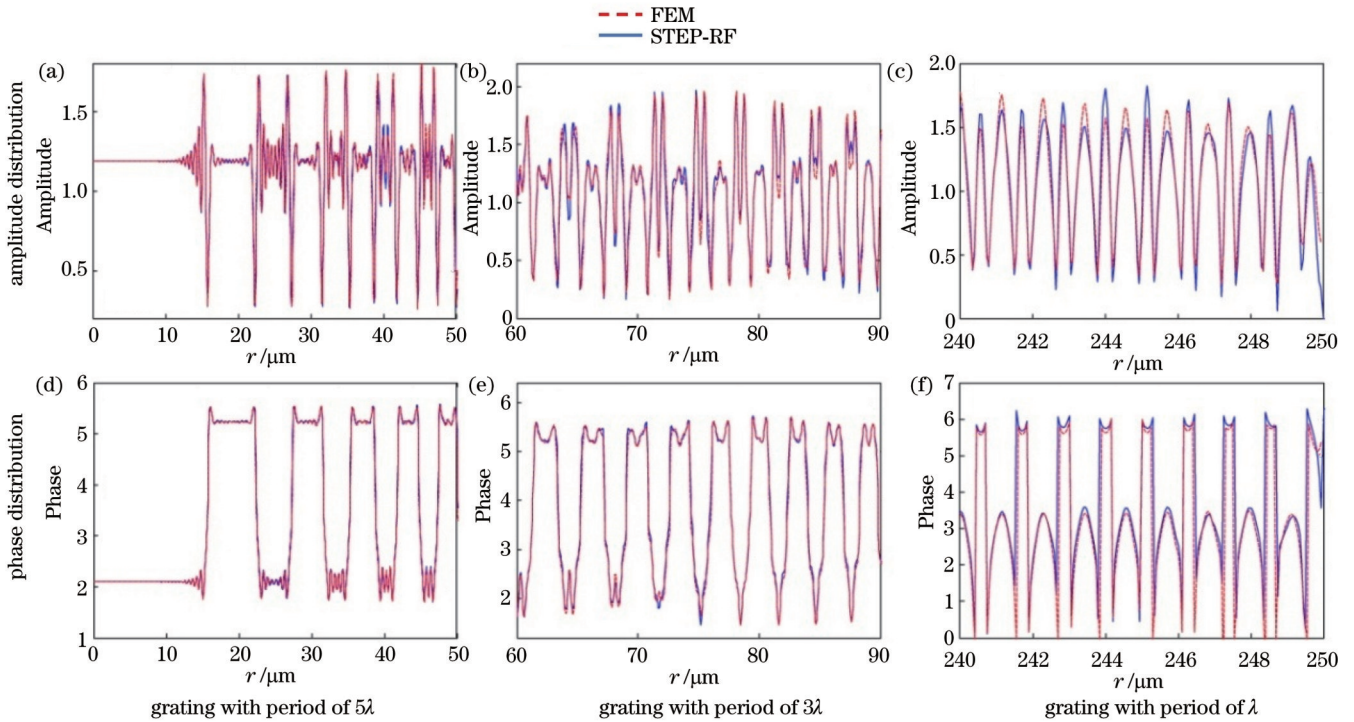 FEM
STEP-RF
amplitude distribution
(a)
Amplitude
1.5
1.0
0.5
0 10 20 30 40 50
r /μm
(b)
Amplitude
2.0
1.5
1.0
0.5
0
60 70 80 90
r /μm
(c)
Amplitude
2.0
1.5
1.0
0.5
0
240 242 244 246 248 250
r /μm
phase distribution
(d)
Phase
6
5
4
3
2
1
0 10 20 30 40 50
r /μm
grating with period of 5λ
(e)
Phase
6
5
4
3
2
60 70 80 90
r /μm
grating with period of 3λ
(f)
Phase
7
6
5
4
3
2
1
0
240 242 244 246 248 250
r /μm
grating with period of λ